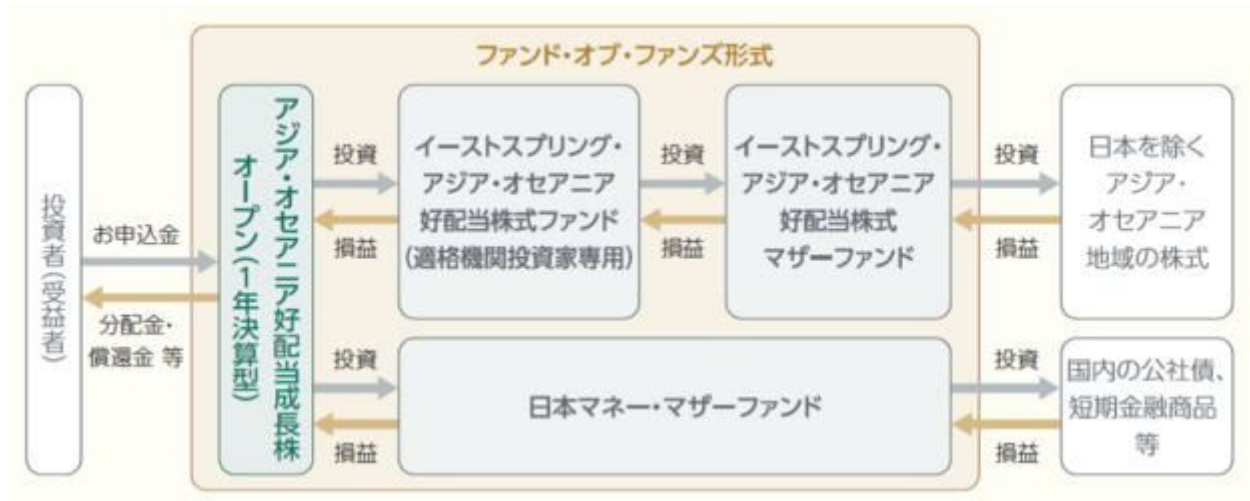 ファンド・オブ・ファンズ形式
投資者(受益者)
お申込金
分配金・
償還金 等
アジア・オセアニア好配当成長株
オープン(1年決算型)
投資
損益
イーストスプリング・
アジア・オセアニア
好配当株式ファンド
(適格機関投資家専用)
投資
損益
イーストスプリング・
アジア・オセアニア
好配当株式
マザーファンド
投資
損益
日本を除く
アジア・
オセアニア
地域の株式
投資
損益
日本マネー・マザーファンド
投資
損益
国内の公社債、
短期金融商品
等